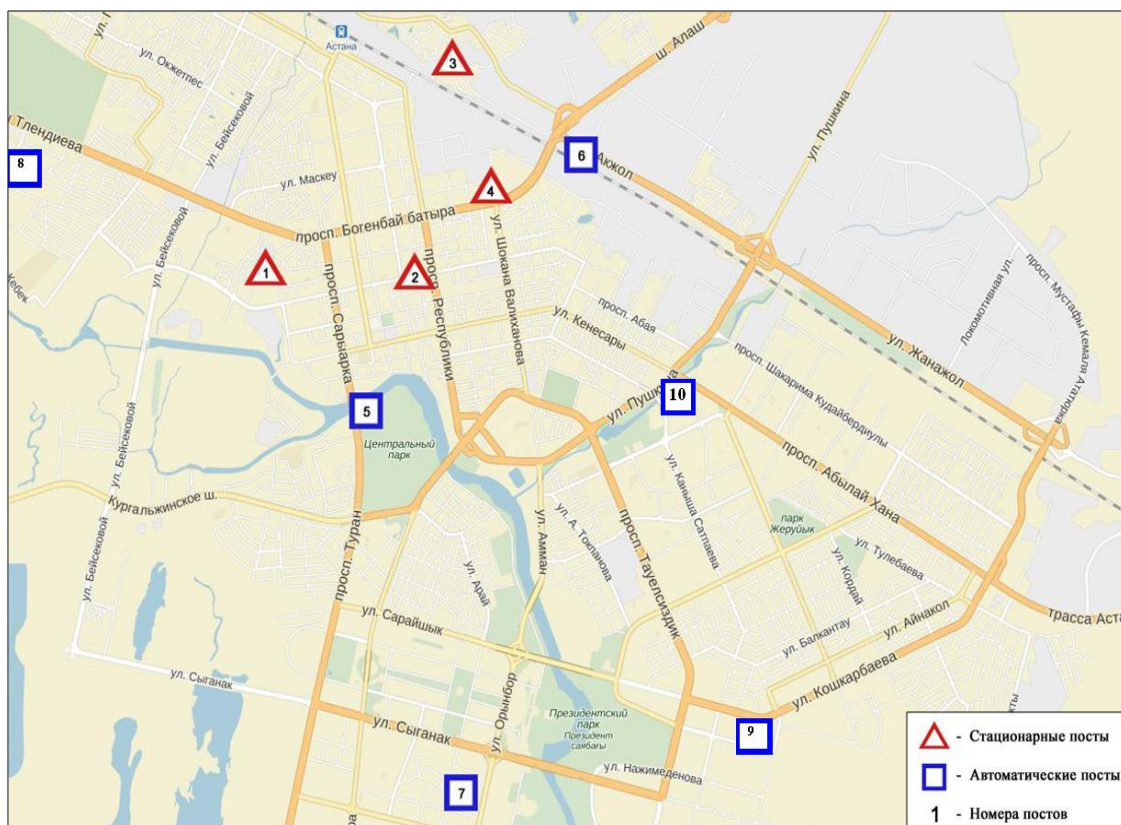 ул. Окжетпес
Астана
3
ш. Алаш
ул. Пушкина
Тлендиева
ул. Бейсековой
8
6
Акжол
ул. Маскеу
4
просп. Богенбай батыра
ул. Бейсековой
1
2
просп. Сарыарка
просп. Республики
ул. Шокана Валиханова
просп. Абая
ул. Кенесары
Локомотивная ул.
просп. Мустафы Кемаля Ататюрка
ул. Жанажол
Кебек
просп. Шакарима Кудайбердиулы
10
ул. Пушкина
5
Центральный
парк
ул. Бейсековой
Кургальжинское ш.
просп. Абылай Хана
ул. Каныша Сатпаева
парк
Жеруйык
просп. Туран
ул. Арай
ул. Амман
ул. А. Токпанова
просп. Тауелсиздик
ул. Тулебаева
ул. Кордай
ул. Бейсековой
ул. Сарайшык
ул. Балкантау
ул. Айнакол
трасса Аста
ул. Сыганак
ул. Кошкарбаева
ул. Сыганак
ул. Орынбор
Президентский
парк
Президент
саябағы
9
ул. Нажимеденова
7
- Стационарные посты
- Автоматические посты
1 - Номера постов